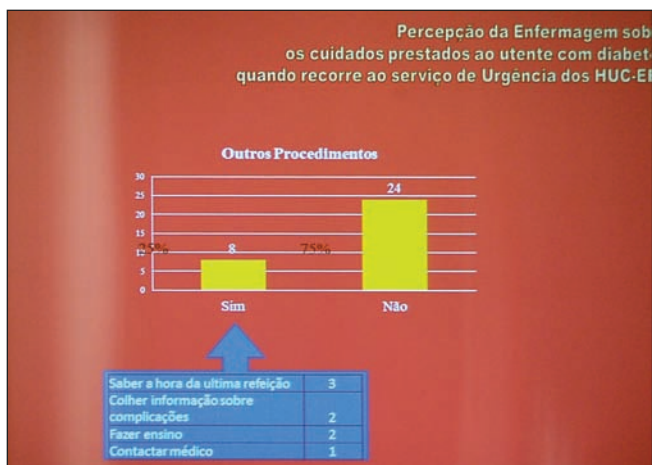 Percepção da Enfermagem sob
os cuidados prestados ao utente com diabet
quando recorre ao serviço de Urgência dos HUC-EF
Outros Procedimentos
30
25
20
15
10
5
0
25%
8
75%
24
Sim
Não
Saber a hora da ultima refeição 3
Colher informação sobre
complicações 2
Fazer ensino 2
Contactar médico 1